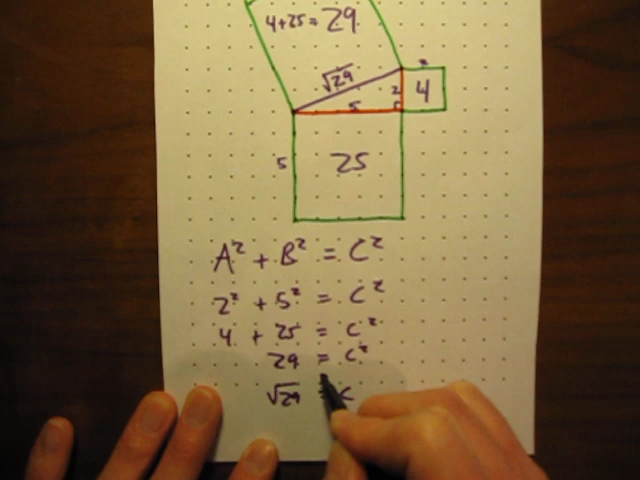 4+25=29
√29
2
2
4
5
5
25
A² + B² = C²
2² + 5² = C²
4 + 25 = C²
29 = C²
√29 = C